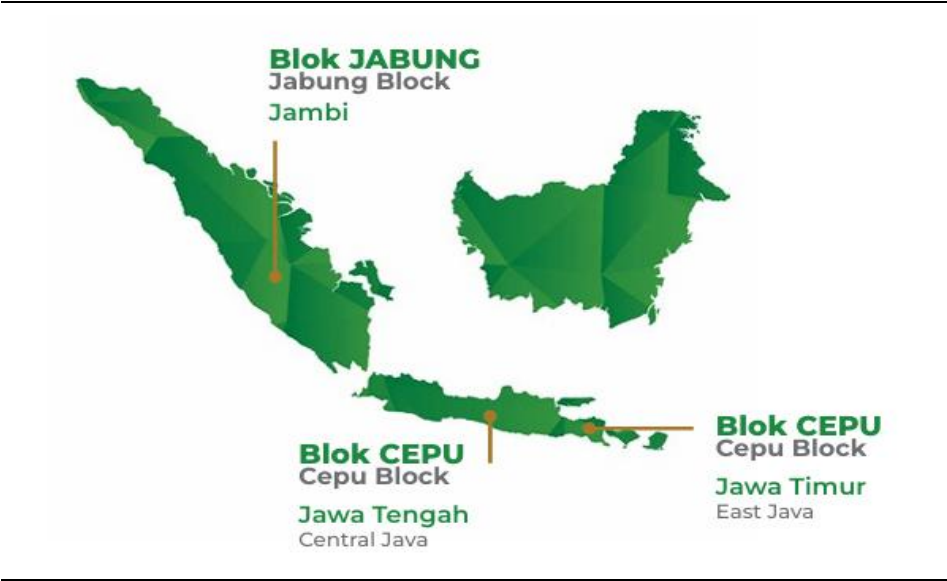 Blok JABUNG
Jabung Block
Jambi
Blok CEPU
Cepu Block
Jawa Tengah
Central Java
Blok CEPU
Cepu Block
Jawa Timur
East Java